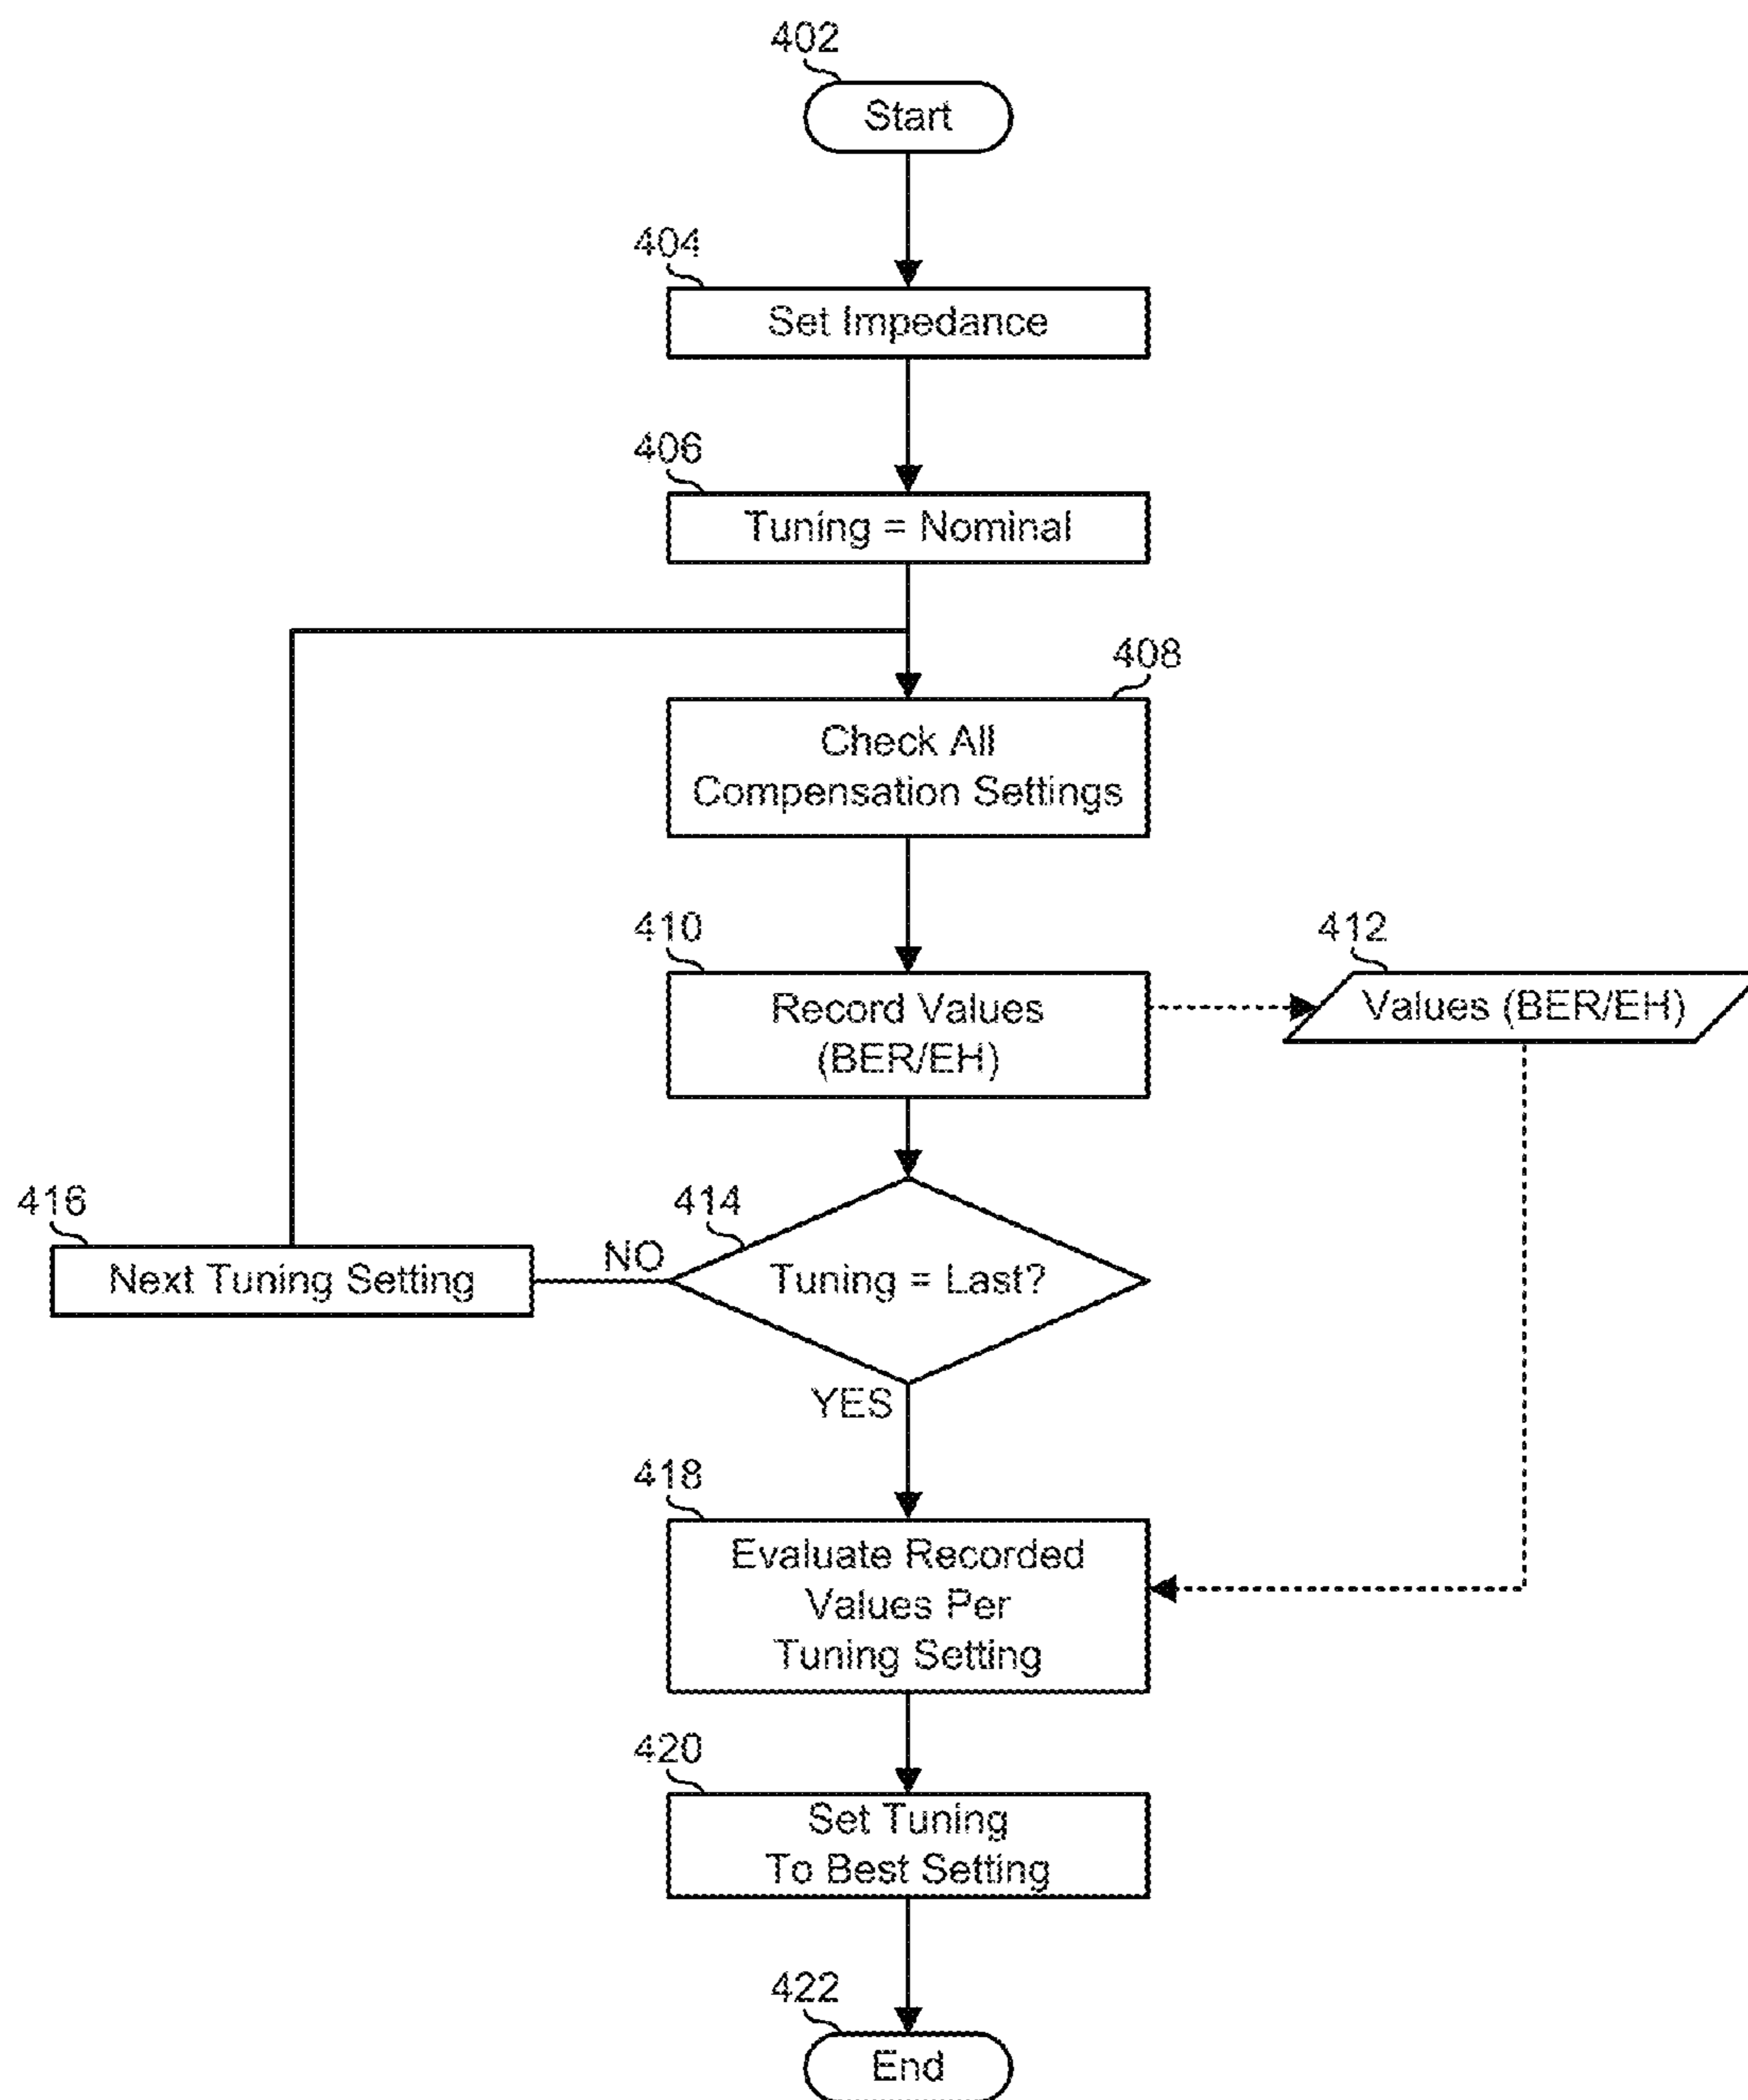 402
Start
404
Set Impedance
406
Tuning = Nominal
408
Check All
Compensation Settings
410
Record Values
(BER/EH)
412
Values (BER/EH)
414
Tuning = Last?
NO
416
Next Tuning Setting
YES
418
Evaluate Recorded
Values Per
Tuning Setting
420
Set Tuning
To Best Setting
422
End